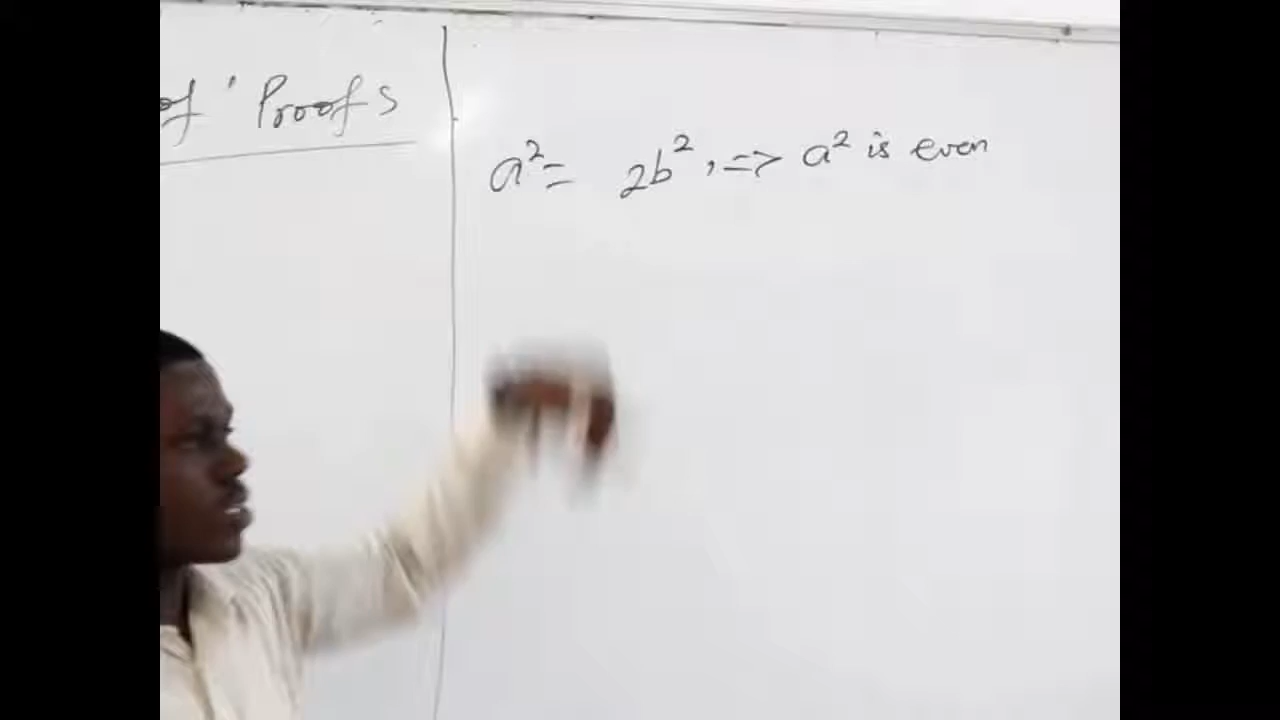 of Proofs
a² = 2b², => a² is even